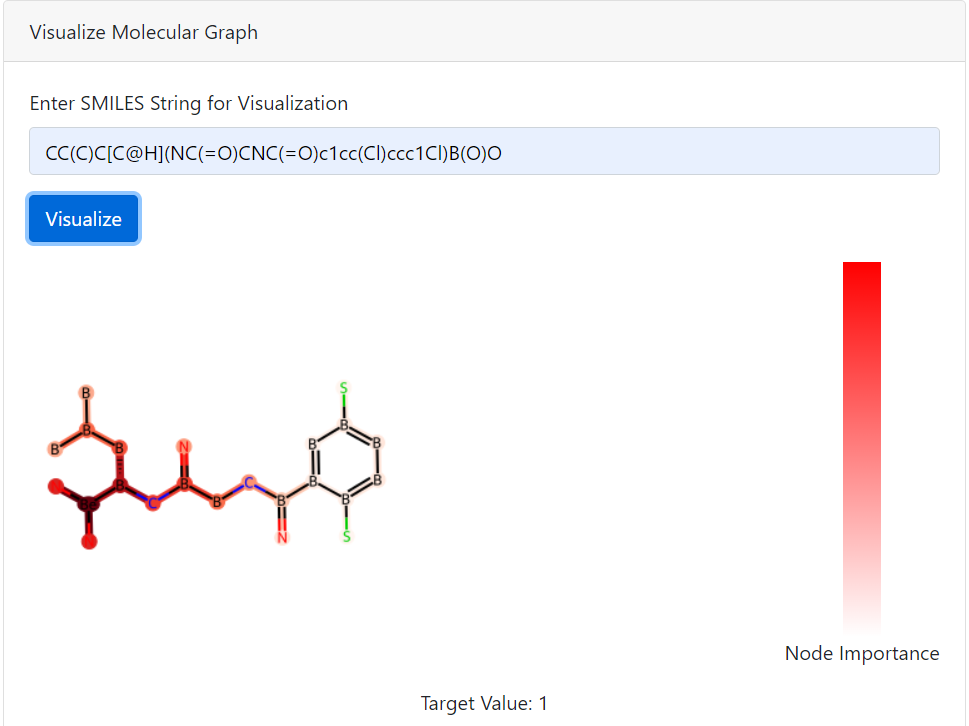 Visualize Molecular Graph
Enter SMILES String for Visualization
CC(C)C[C@H](NC(=O)CNC(=O)c1cc(Cl)ccc1Cl)B(O)O
Visualize
B
S
B
B
B
B
B
N
B
B
B
C
B
B
B
B
C
B
B
N
S
Node Importance
Target Value: 1